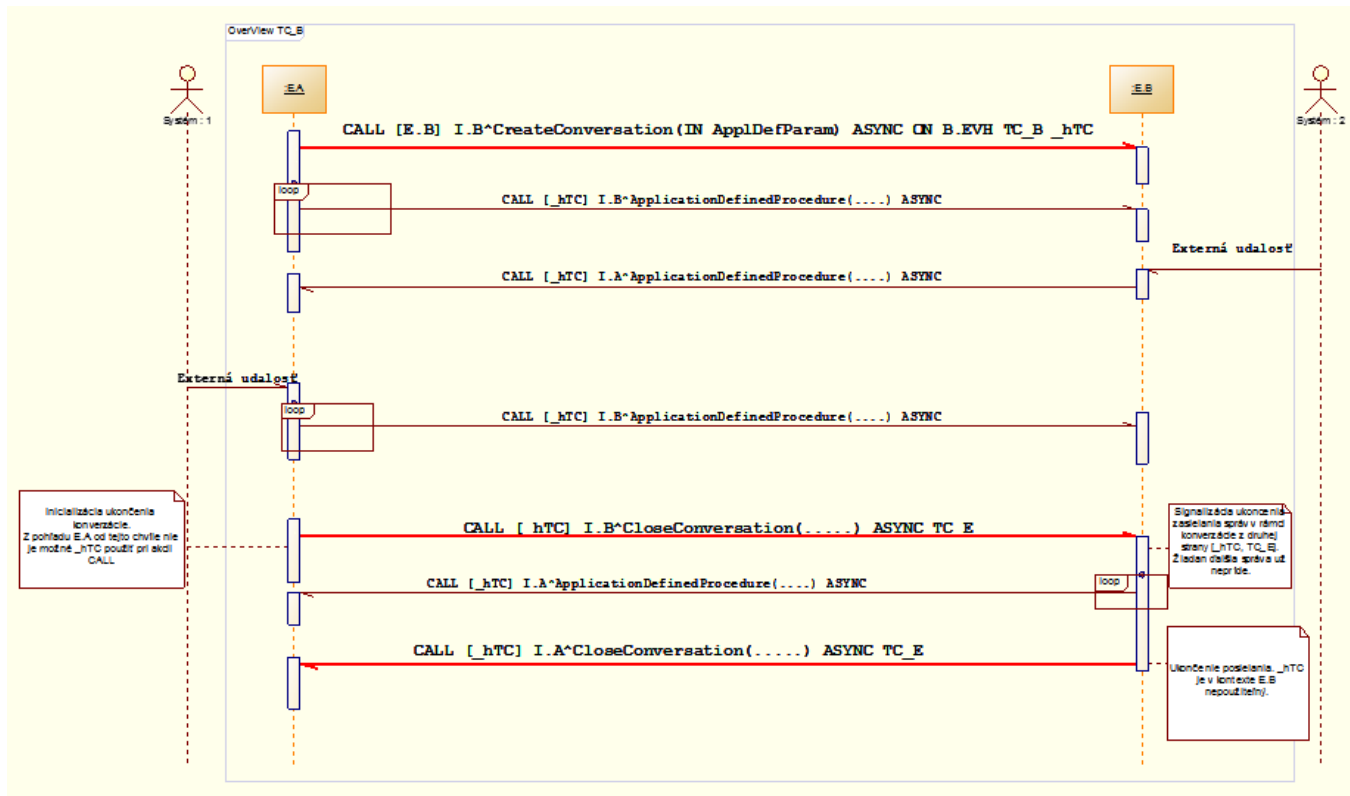 OverView TC_B
:E.A
:E.B
System : 1
System : 2
CALL [E.B] I.B^CreateConversation(IN ApplDefParam) ASYNC ON B.EVH TC_B _hTC
loop
CALL [_hTC] I.B^ApplicationDefinedProcedure(....) ASYNC
Externá udalosť
CALL [_hTC] I.A^ApplicationDefinedProcedure(....) ASYNC
Externá udalosť
loop
CALL [_hTC] I.B^ApplicationDefinedProcedure(....) ASYNC
Inicializácia ukončenia
konverzácie.
Z pohľadu E.A od tejto chvíle nie
je možné _hTC použiť pri akcii
CALL
CALL [_hTC] I.B^CloseConversation(.....) ASYNC TC_E
Signalizácia ukoncenia
zasielania správ v rámci
konverzácie z druhej
strany [_hTC, TC_E].
Žiadan ďalšia správa už
nepríde.
CALL [_hTC] I.A^ApplicationDefinedProcedure(....) ASYNC
loop
CALL [_hTC] I.A^CloseConversation(.....) ASYNC TC_E
Ukončenie posielania. _hTC
je v kontexte E.B
nepoužiteľný.